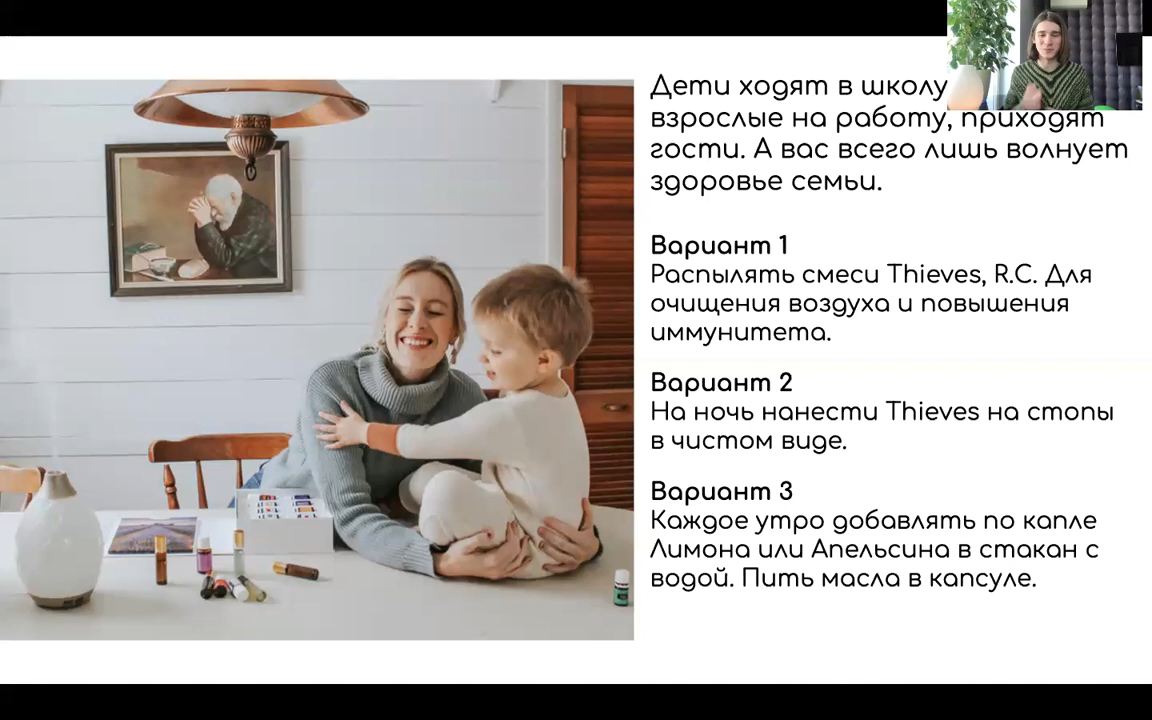 Дети ходят в школу
взрослые на работу, приходят
гости. А вас всего лишь волнует
здоровье семьи.
Вариант 1
Распылять смеси Thieves, R.C. Для
очищения воздуха и повышения
иммунитета.
Вариант 2
На ночь нанести Thieves на стопы
в чистом виде.
Вариант 3
Каждое утро добавлять по капле
Лимона или Апельсина в стакан с
водой. Пить масла в капсуле.